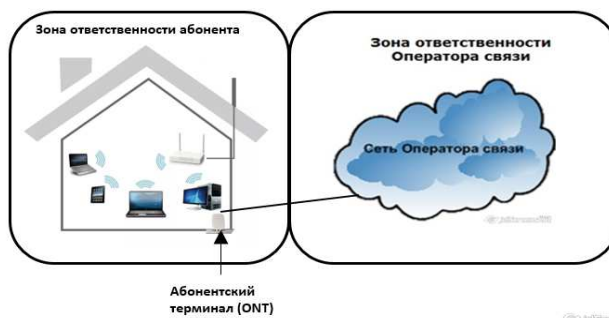 Зона ответственности абонента
Зона ответственности
Оператора связи
Сеть Оператора связи
Абонентский
терминал (ONT)